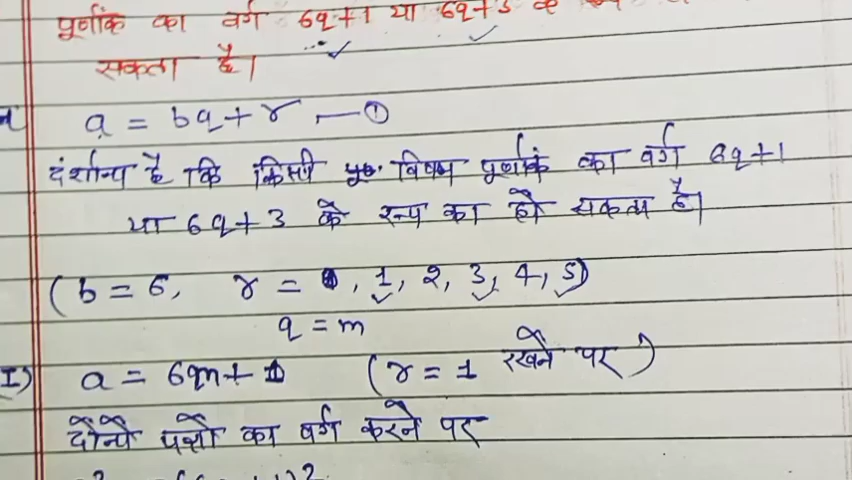 पूर्णांक का वर्ग 6q+1 या 6q+3 के
सकता है।
a = bq + r — ①
दर्शाना है कि किसी विषम पूर्णांक का वर्ग 6q+1
या 6q+3 के रूप का हो सकता है।
(b = 6, r = 0, 1, 2, 3, 4, 5)
q = m
I) a = 6m + 1 (r = 1 रखने पर)
दोनो पक्षो का वर्ग करने पर